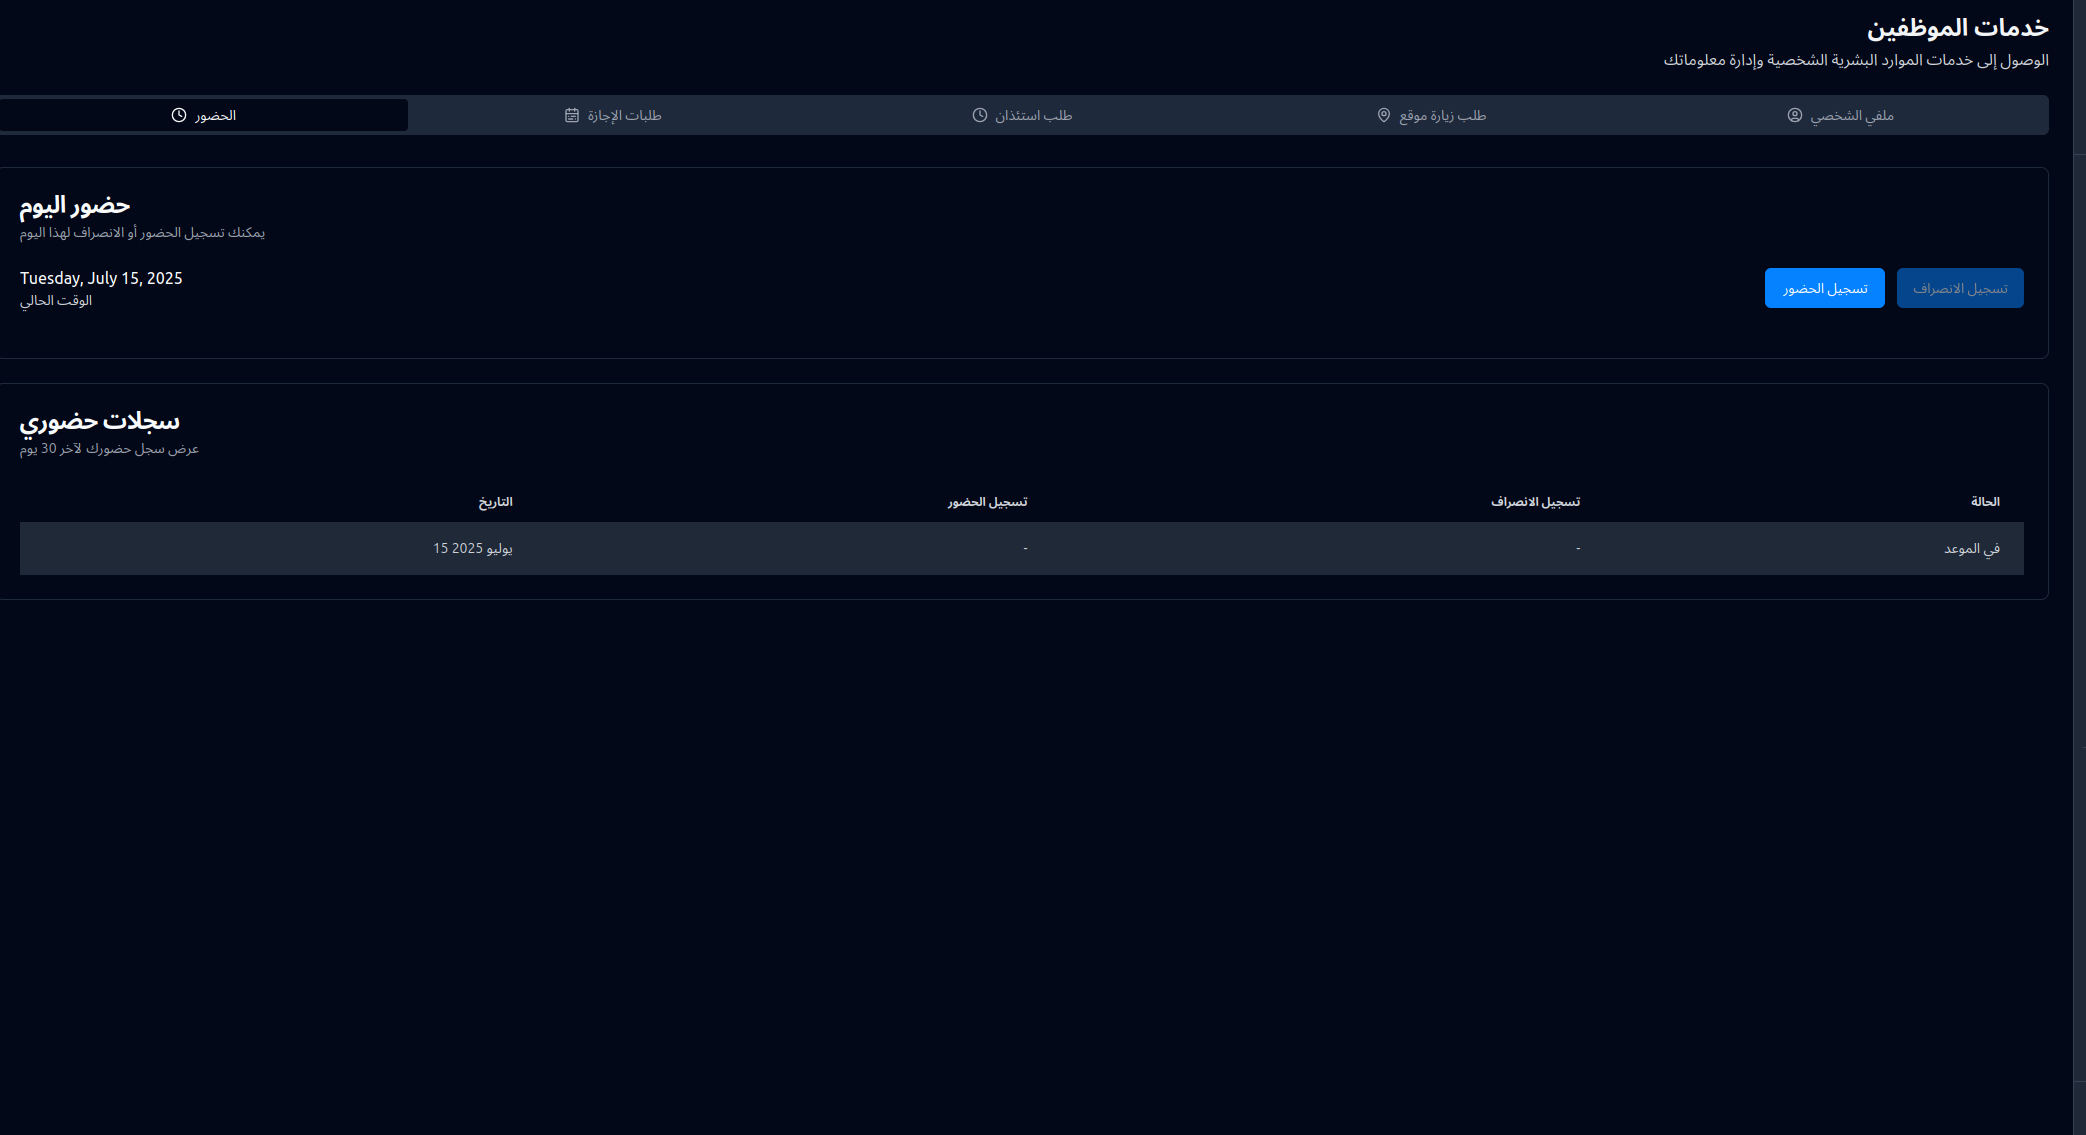 خدمات الموظفين
الوصول إلى خدمات الموارد البشرية الشخصية وإدارة معلوماتك
ملفي الشخصي
طلب زيارة موقع
طلب استئذان
طلبات الإجازة
الحضور
حضور اليوم
يمكنك تسجيل الحضور أو الانصراف لهذا اليوم
Tuesday, July 15, 2025
الوقت الحالي
تسجيل الانصراف
تسجيل الحضور
سجلات حضوري
عرض سجل حضورك لآخر 30 يوم
التاريخ تسجيل الحضور تسجيل الانصراف الحالة
15 يوليو 2025 - - في الموعد